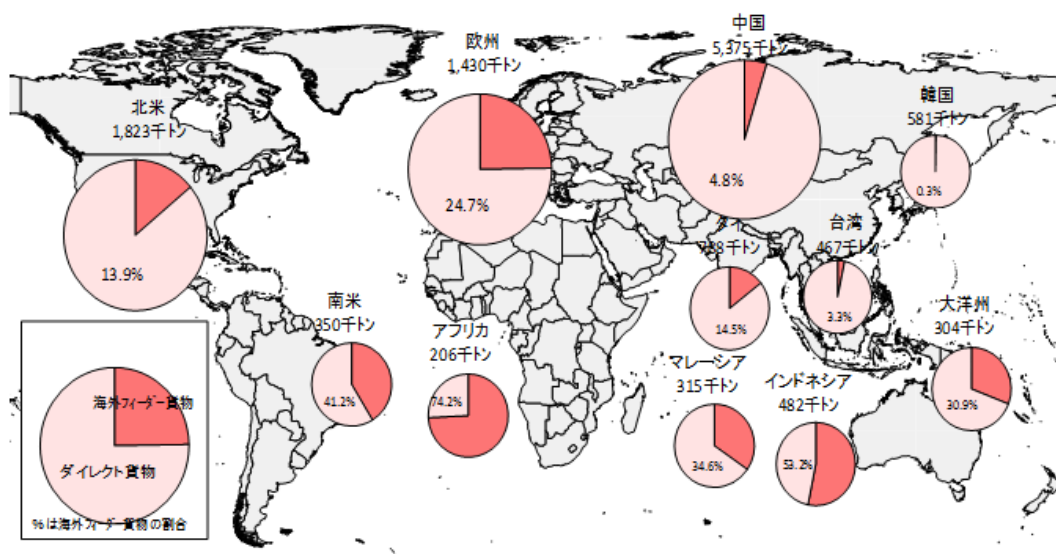 欧州
1,430千トン
中国
5,375千トン
北米
1,823千トン
韓国
581千トン
24.7%
4.8%
0.3%
13.9%
タイ
台湾
467千トン
14.5%
3.3%
南米
350千トン
アフリカ
206千トン
大洋州
304千トン
マレーシア
315千トン
インドネシア
482千トン
41.2%
74.2%
30.9%
34.6%
53.2%
海外フィーダー貨物
ダイレクト貨物
%は海外フィーダー貨物の割合